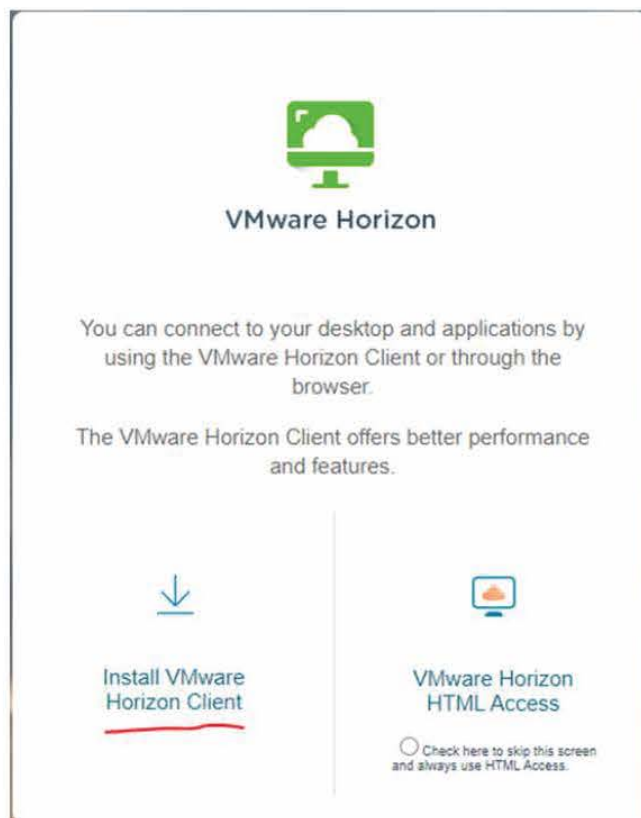 VMware Horizon
You can connect to your desktop and applications by
using the VMware Horizon Client or through the
browser.
The VMware Horizon Client offers better performance
and features.
Install VMware
Horizon Client
VMware Horizon
HTML Access
Check here to skip this screen
and always use HTML Access.